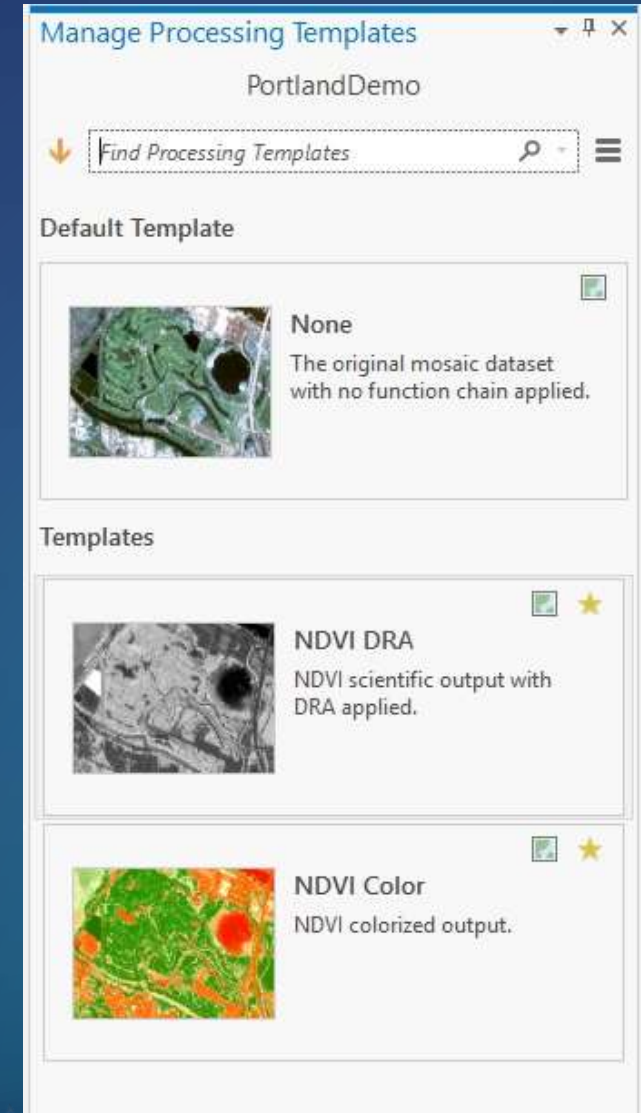 Manage Processing Templates
PortlandDemo
Find Processing Templates
Default Template
None
The original mosaic dataset
with no function chain applied.
Templates
NDVI DRA
NDVI scientific output with
DRA applied.
NDVI Color
NDVI colorized output.